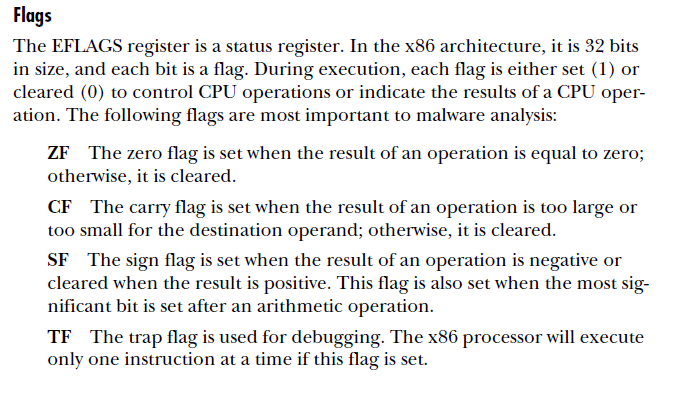 Flags
The EFLAGS register is a status register. In the x86 architecture, it is 32 bits
in size, and each bit is a flag. During execution, each flag is either set (1) or
cleared (0) to control CPU operations or indicate the results of a CPU oper-
ation. The following flags are most important to malware analysis:
ZF The zero flag is set when the result of an operation is equal to zero;
otherwise, it is cleared.
CF The carry flag is set when the result of an operation is too large or
too small for the destination operand; otherwise, it is cleared.
SF The sign flag is set when the result of an operation is negative or
cleared when the result is positive. This flag is also set when the most sig-
nificant bit is set after an arithmetic operation.
TF The trap flag is used for debugging. The x86 processor will execute
only one instruction at a time if this flag is set.